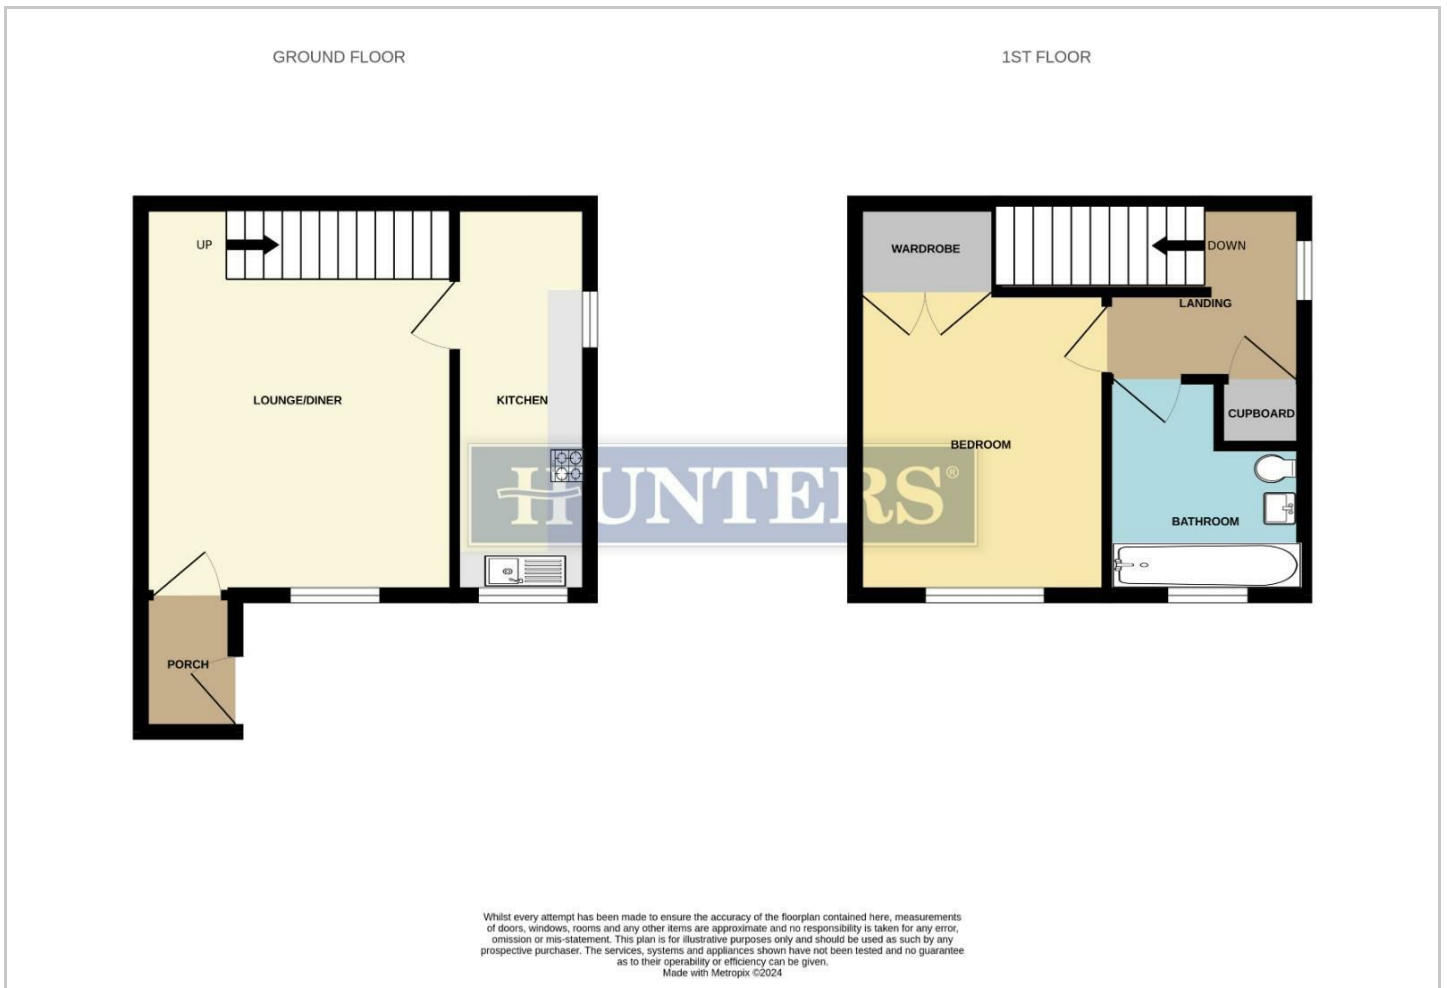 GROUND FLOOR
1ST FLOOR
UP
LOUNGE/DINER
KITCHEN
PORCH
WARDROBE
DOWN
LANDING
CUPBOARD
BEDROOM
BATHROOM
HUNTERS®
Whilst every attempt has been made to ensure the accuracy of the floorplan contained here, measurements
of doors, windows, rooms and any other items are approximate and no responsibility is taken for any error,
omission or mis-statement. This plan is for illustrative purposes only and should be used as such by any
prospective purchaser. The services, systems and appliances shown have not been tested and no guarantee
as to their operability or efficiency can be given.
Made with Metropix ©2024